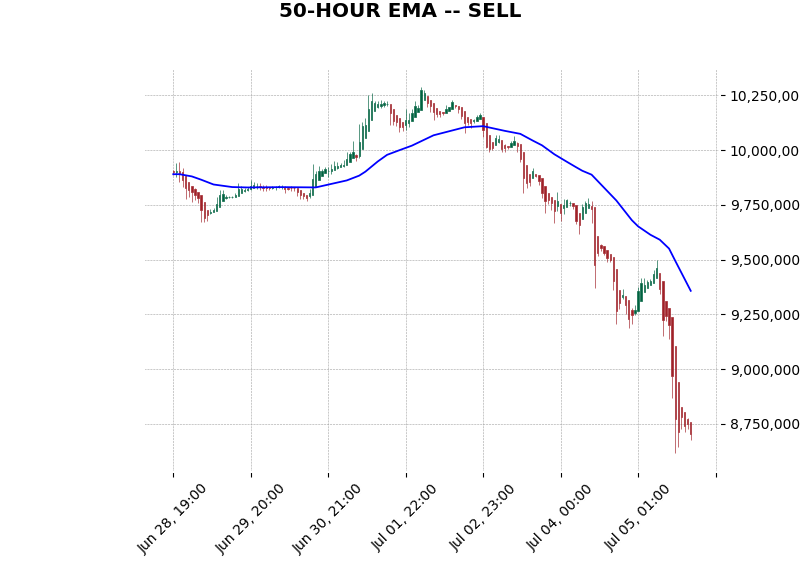 50-HOUR EMA -- SELL
10,250,00
10,000,00
9,750,000
9,500,000
9,250,000
9,000,000
8,750,000
Jun 28, 19:00
Jun 29, 20:00
Jun 30, 21:00
Jul 01, 22:00
Jul 02, 23:00
Jul 04, 00:00
Jul 05, 01:00